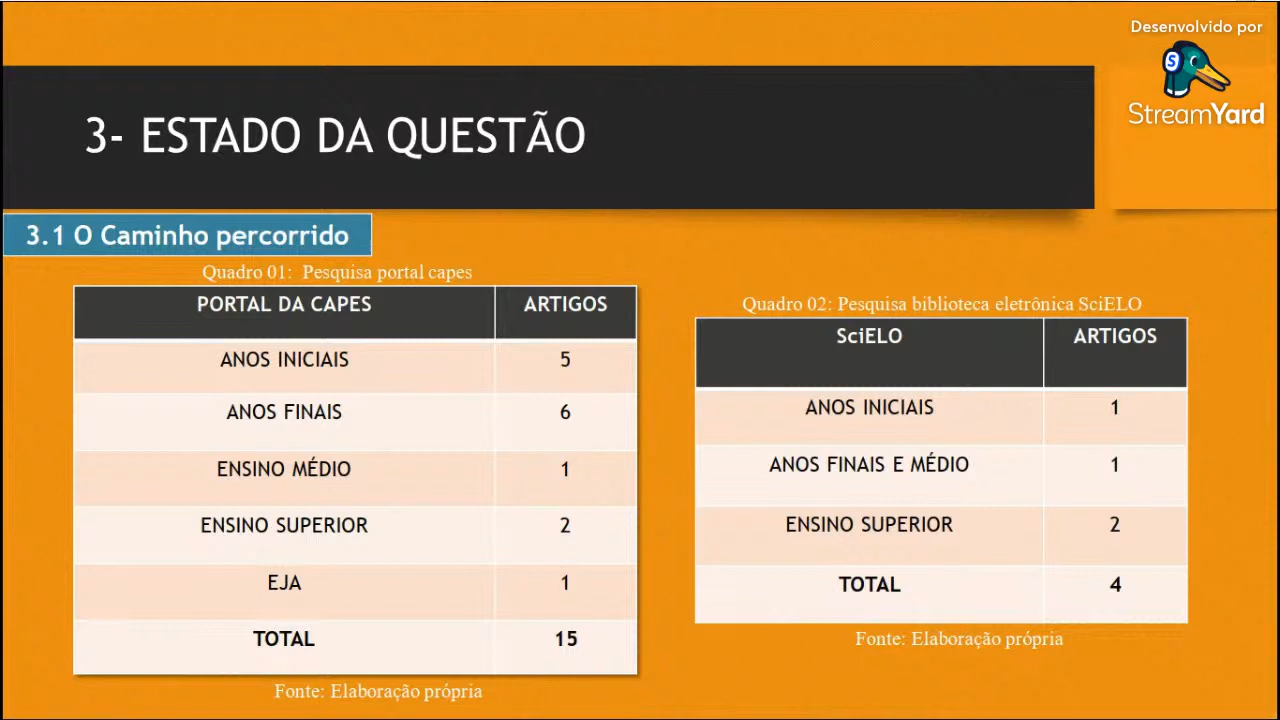 Desenvolvido por
S
StreamYard
3- ESTADO DA QUESTÃO
3.1 O Caminho percorrido
Quadro 01: Pesquisa portal capes
PORTAL DA CAPES ARTIGOS
ANOS INICIAIS 5
ANOS FINAIS 6
ENSINO MÉDIO 1
ENSINO SUPERIOR 2
EJA 1
TOTAL 15
Fonte: Elaboração própria
Quadro 02: Pesquisa biblioteca eletrônica SciELO
SciELO ARTIGOS
ANOS INICIAIS 1
ANOS FINAIS E MÉDIO 1
ENSINO SUPERIOR 2
TOTAL 4
Fonte: Elaboração própria